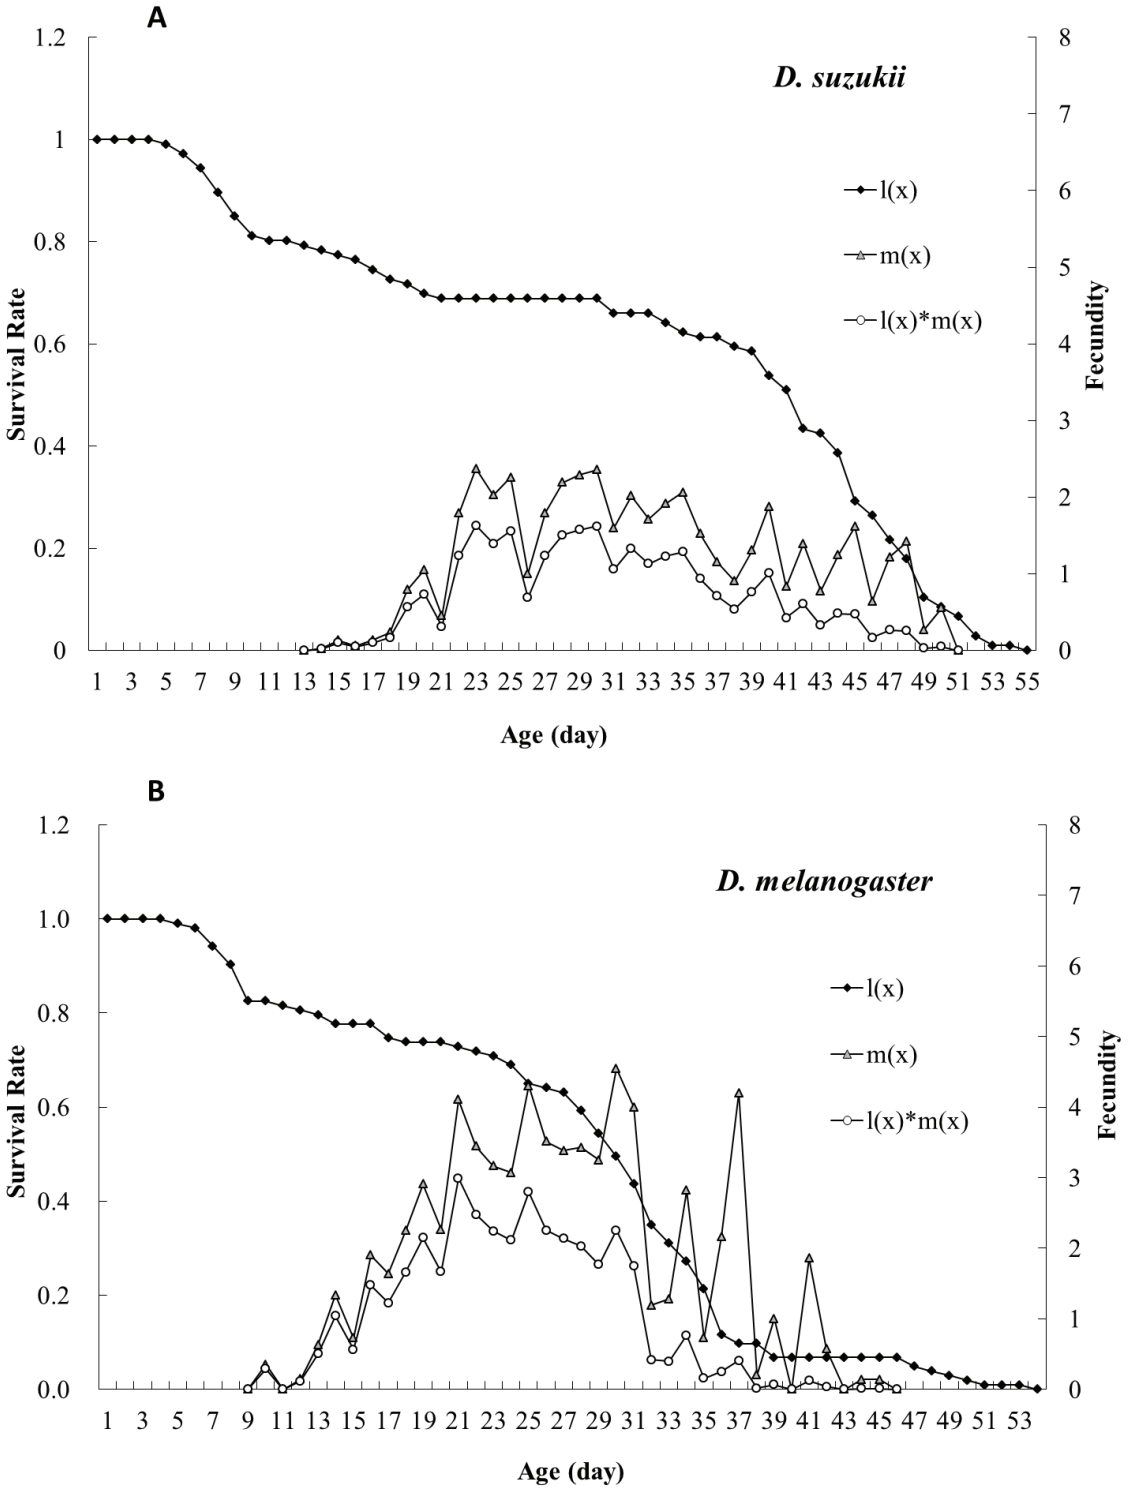 A
D. suzukii
1.2
1
0.8
0.6
0.4
0.2
0
Survival Rate
8
7
6
5
4
3
2
1
0
Fecundity
l(x)
m(x)
l(x)*m(x)
1 3 5 7 9 11 13 15 17 19 21 23 25 27 29 31 33 35 37 39 41 43 45 47 49 51 53 55
Age (day)
B
D. melanogaster
1.2
1.0
0.8
0.6
0.4
0.2
0.0
Survival Rate
8
7
6
5
4
3
2
1
0
Fecundity
l(x)
m(x)
l(x)*m(x)
1 3 5 7 9 11 13 15 17 19 21 23 25 27 29 31 33 35 37 39 41 43 45 47 49 51 53
Age (day)